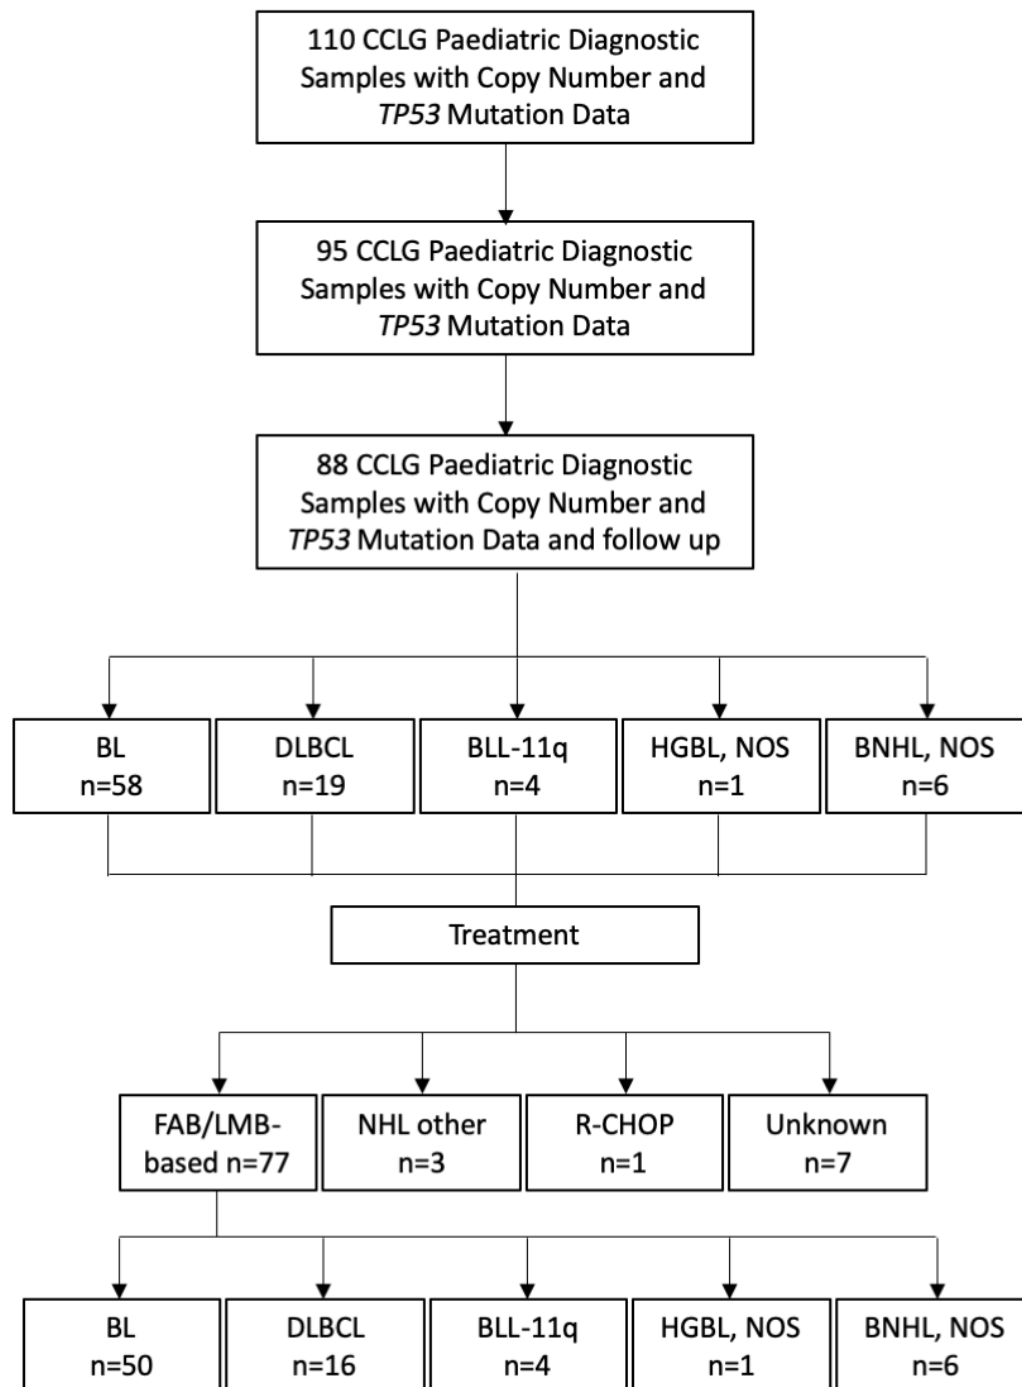 110 CCLG Paediatric Diagnostic
Samples with Copy Number and
TP53 Mutation Data
95 CCLG Paediatric Diagnostic
Samples with Copy Number and
TP53 Mutation Data
88 CCLG Paediatric Diagnostic
Samples with Copy Number and
TP53 Mutation Data and follow up
BL
n=58
DLBCL
n=19
BLL-11q
n=4
HGBL, NOS
n=1
BNHL, NOS
n=6
Treatment
FAB/LMB-
based n=77
NHL other
n=3
R-CHOP
n=1
Unknown
n=7
BL
n=50
DLBCL
n=16
BLL-11q
n=4
HGBL, NOS
n=1
BNHL, NOS
n=6